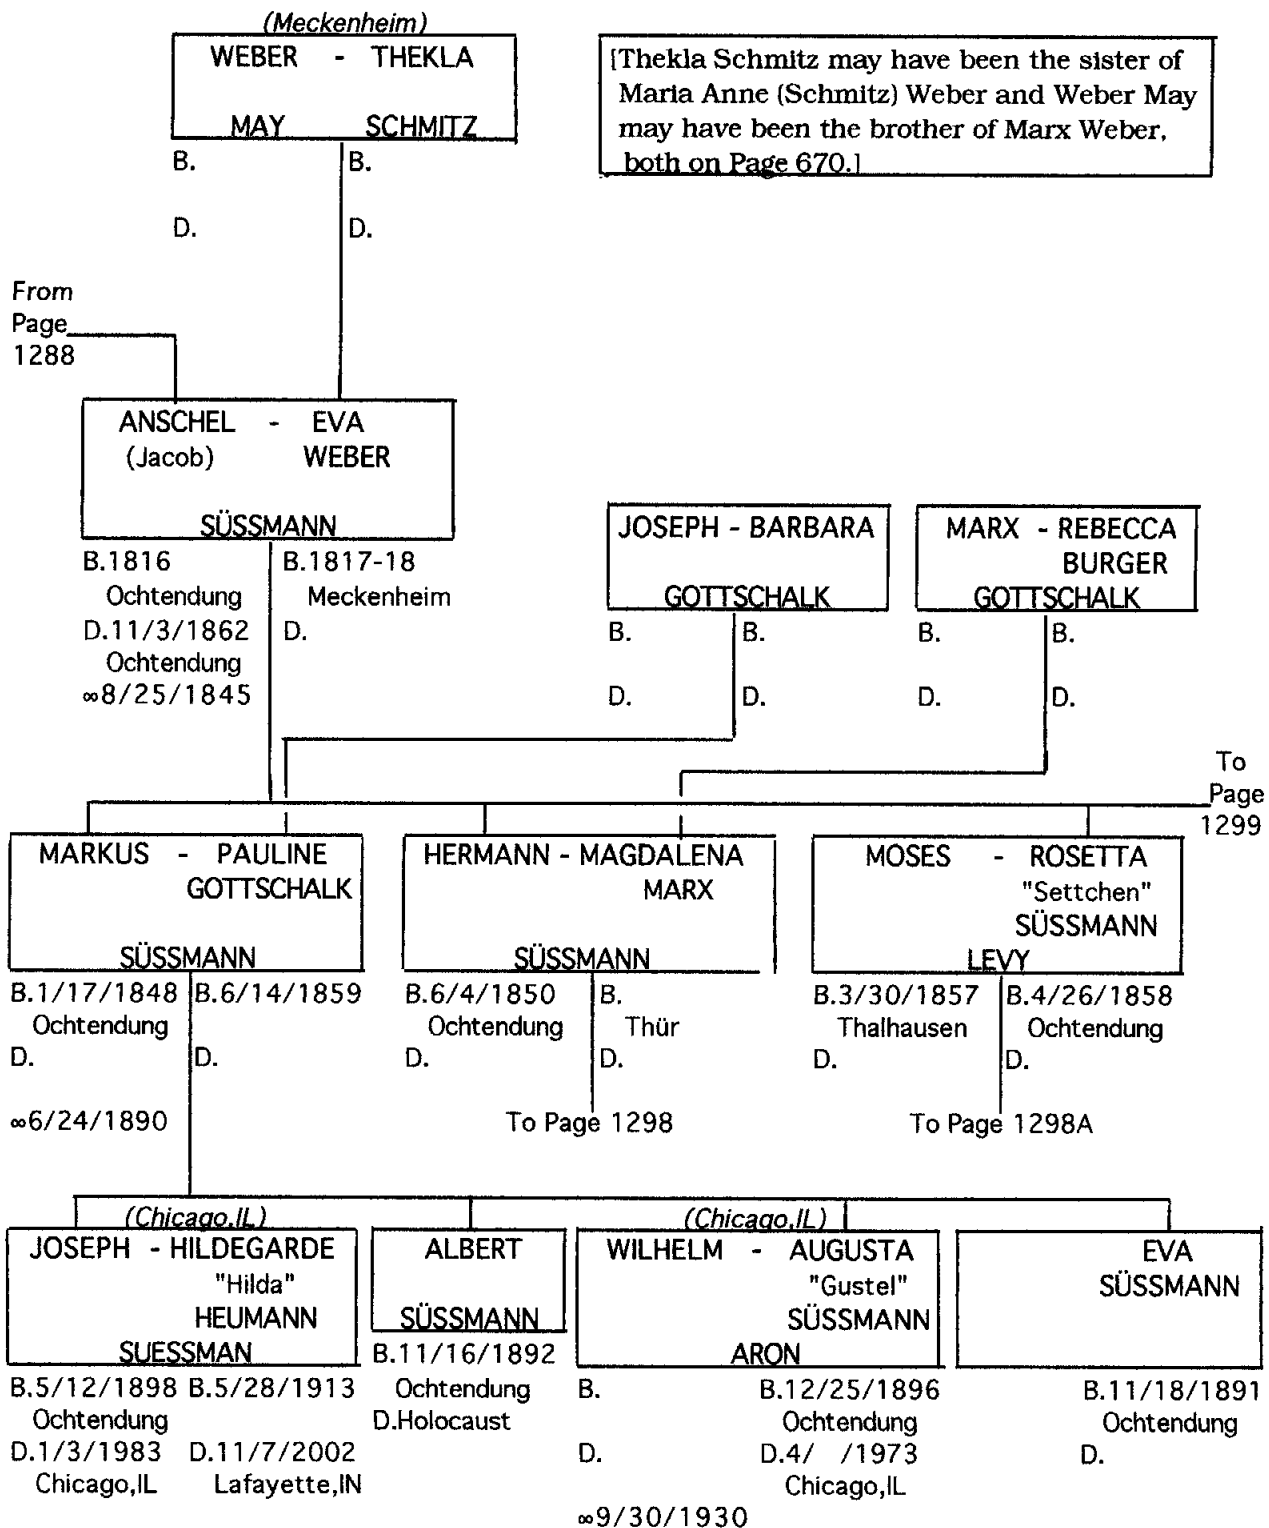 (Meckenheim)
WEBER - THEKLA
MAY SCHMITZ
B. B.
D. D.
[Thekla Schmitz may have been the sister of
Maria Anne (Schmitz) Weber and Weber May
may have been the brother of Marx Weber,
both on Page 670.]
From
Page
1288
ANSCHEL - EVA
(Jacob) WEBER
SÜSSMANN
B.1816 B.1817-18
Ochtendung Meckenheim
D.11/3/1862 D.
Ochtendung
∞8/25/1845
JOSEPH - BARBARA
GOTTSCHALK
B. B.
D. D.
MARX - REBECCA
BURGER
GOTTSCHALK
B. B.
D. D.
To
Page
1299
MARKUS - PAULINE
GOTTSCHALK
SÜSSMANN
B.1/17/1848 B.6/14/1859
Ochtendung
D. D.
∞6/24/1890
HERMANN - MAGDALENA
MARX
SÜSSMANN
B.6/4/1850 B.
Ochtendung Thür
D. D.
To Page 1298
MOSES - ROSETTA
"Settchen"
SÜSSMANN
LEVY
B.3/30/1857 B.4/26/1858
Thalhausen Ochtendung
D. D.
To Page 1298A
(Chicago,IL)
JOSEPH - HILDEGARDE
"Hilda"
HEUMANN
SUESSMAN
B.5/12/1898 B.5/28/1913
Ochtendung
D.1/3/1983 D.11/7/2002
Chicago,IL Lafayette,IN
ALBERT
SÜSSMANN
B.11/16/1892
Ochtendung
D.Holocaust
(Chicago,IL)
WILHELM - AUGUSTA
"Gustel"
SÜSSMANN
ARON
B. B.12/25/1896
Ochtendung
D. D.4/ /1973
Chicago,IL
∞9/30/1930
EVA
SÜSSMANN
B.11/18/1891
Ochtendung
D.